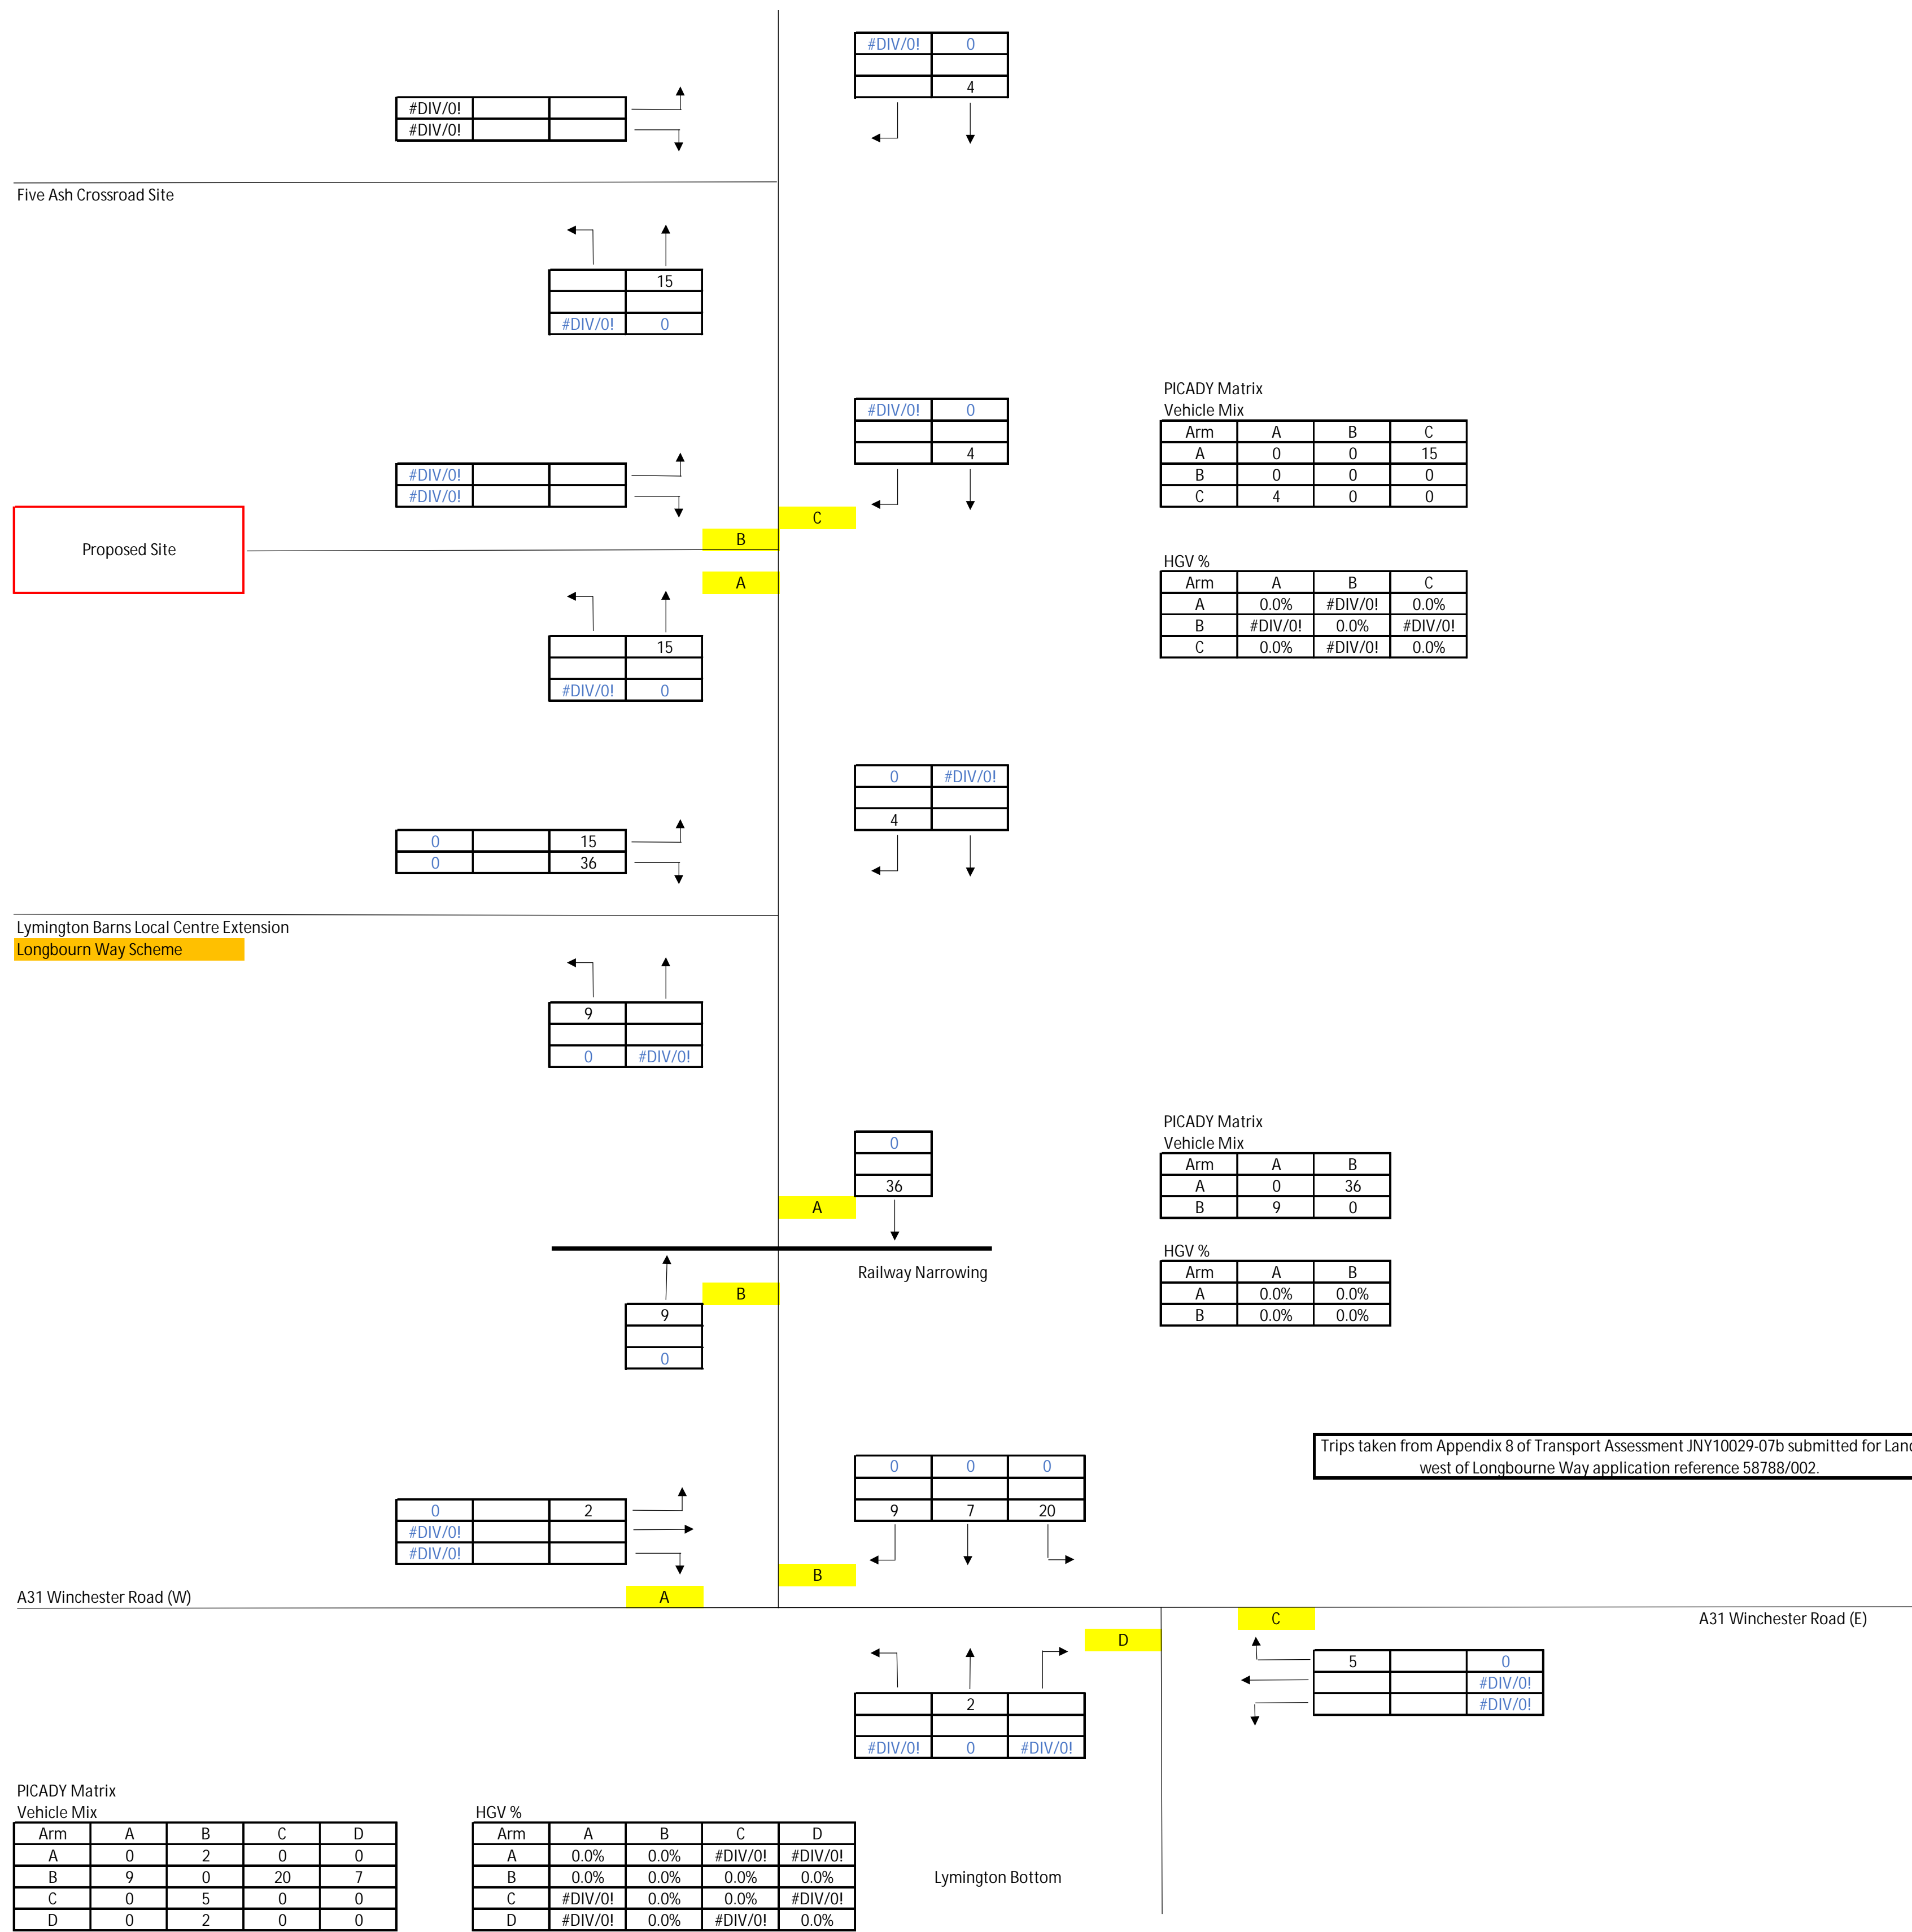 #DIV/0! 0
4
#DIV/0!
#DIV/0!
Five Ash Crossroad Site
15
#DIV/0! 0
PICADY Matrix
#DIV/0! 0
Vehicle Mix
Arm A B C
4
A 0 0 15
#DIV/0!
B 0 0 0
#DIV/0!
C 4 0 0
C
B
Proposed Site
HGV %
A
Arm A B C
A 0.0% #DIV/0! 0.0%
B #DIV/0! 0.0% #DIV/0!
15
C 0.0% #DIV/0! 0.0%
#DIV/0! 0
0 #DIV/0!
4
0 15
0 36
Lymington Barns Local Centre Extension
Longbourn Way Scheme
9
0 #DIV/0!
PICADY Matrix
0
Vehicle Mix
Arm A B
36
A 0 36
A
B 9 0
HGV %
Railway Narrowing
Arm A B
B
A 0.0% 0.0%
9
B 0.0% 0.0%
0
Trips taken from Appendix 8 of Transport Assessment JNY10029-07b submitted for Land
0 0 0
west of Longbourne Way application reference 58788/002.
0 2
9 7 20
#DIV/0!
#DIV/0!
B
A31 Winchester Road (W)
A
C
A31 Winchester Road (E)
D
5 0
#DIV/0!
2
#DIV/0!
#DIV/0! 0 #DIV/0!
PICADY Matrix
Vehicle Mix
HGV %
Arm A B C D
Arm A B C D
A 0 2 0 0
A 0.0% 0.0% #DIV/0! #DIV/0!
B 9 0 20 7
B 0.0% 0.0% 0.0% 0.0%
Lymington Bottom
C 0 5 0 0
C #DIV/0! 0.0% 0.0% #DIV/0!
D 0 2 0 0
D #DIV/0! 0.0% #DIV/0! 0.0%